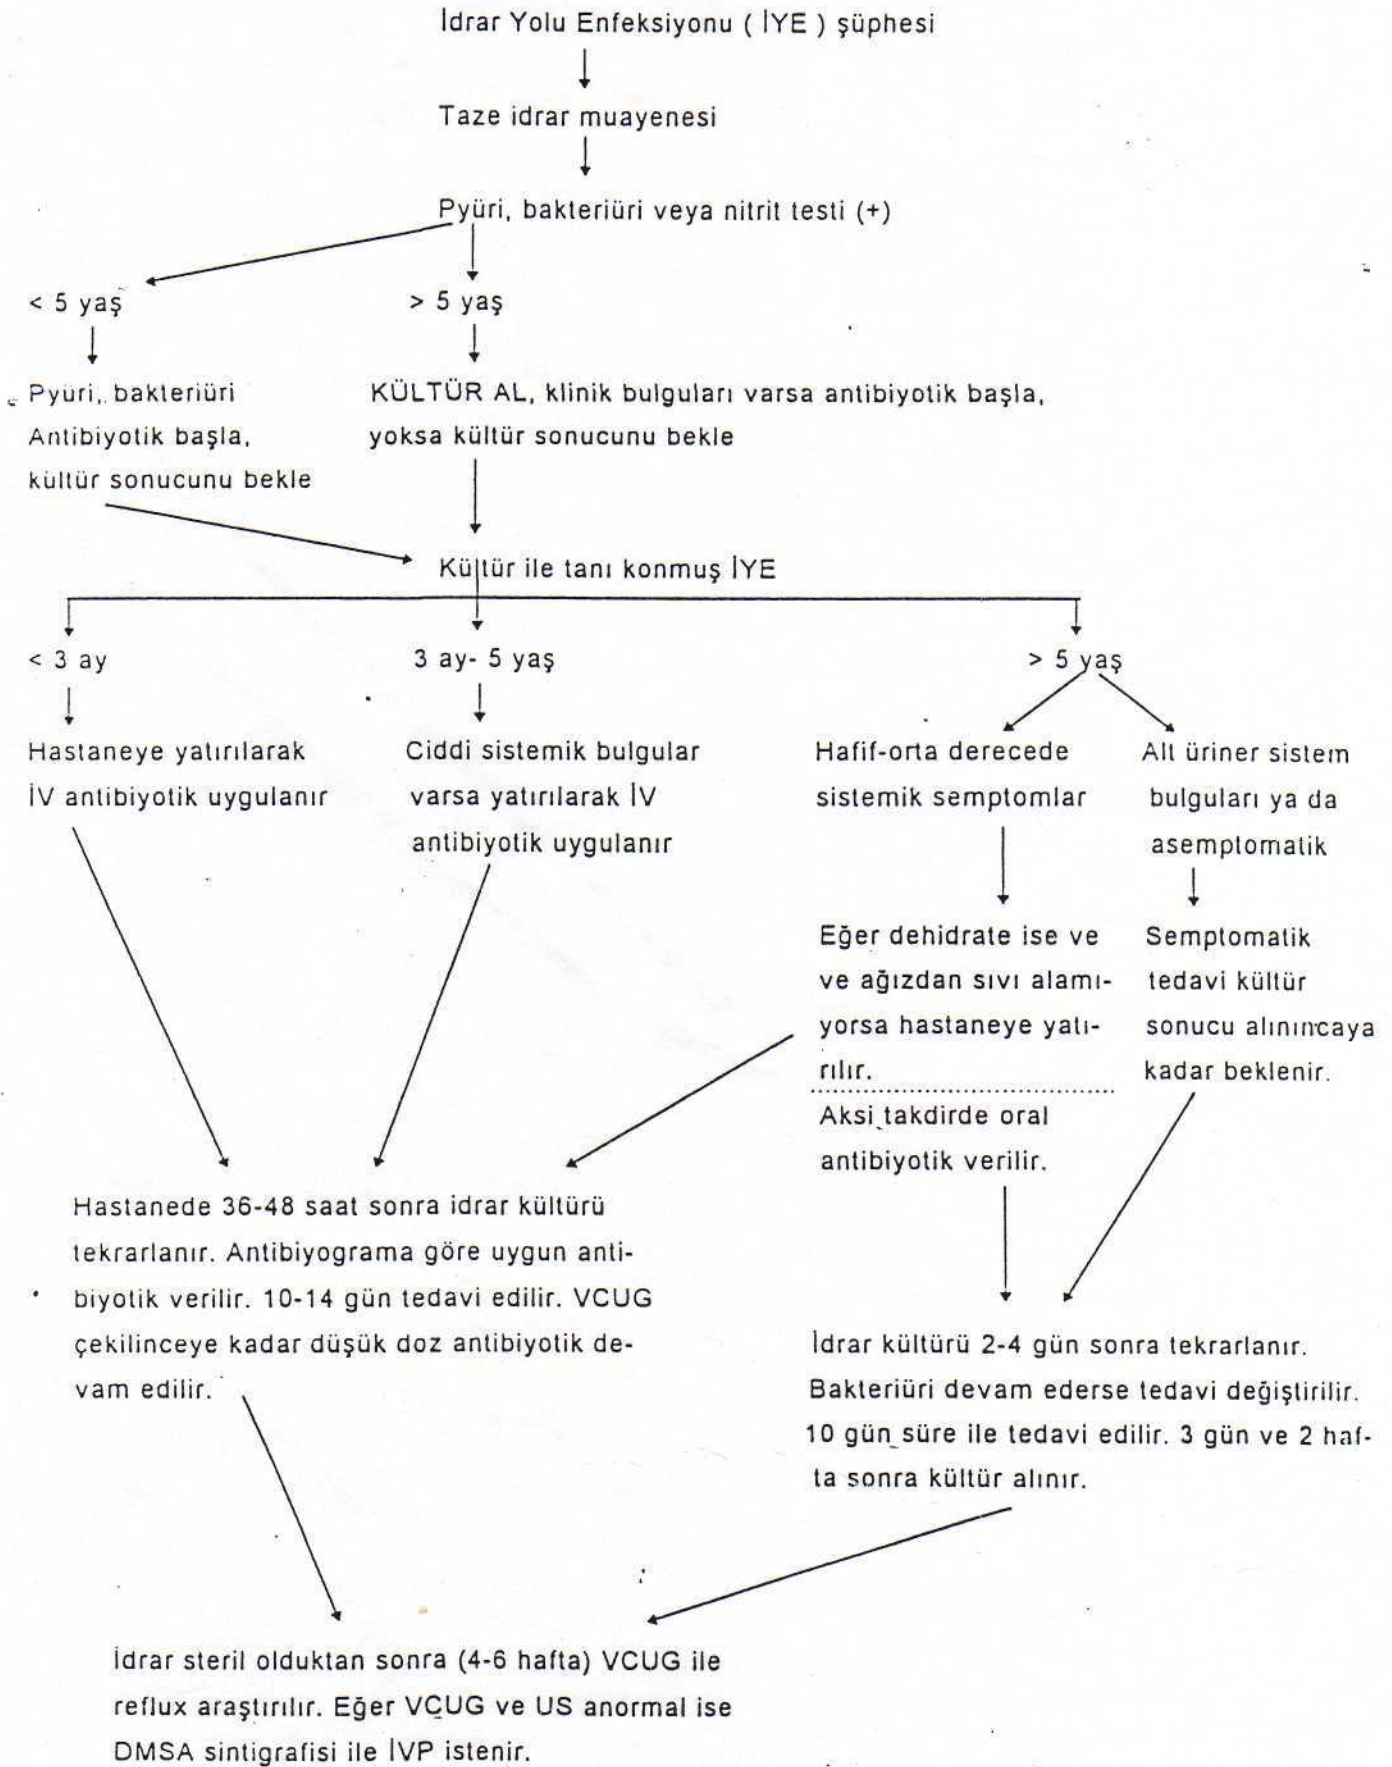 İdrar Yolu Enfeksiyonu ( İYE ) şüphesi
Taze idrar muayenesi
Pyüri, bakteriüri veya nitrit testi (+)
< 5 yaş
> 5 yaş
Pyüri, bakteriüri
Antibiyotik başla,
kültür sonucunu bekle
KÜLTÜR AL, klinik bulguları varsa antibiyotik başla,
yoksa kültür sonucunu bekle
Kültür ile tanı konmuş İYE
< 3 ay
3 ay- 5 yaş
> 5 yaş
Hastaneye yatırılarak
İV antibiyotik uygulanır
Ciddi sistemik bulgular
varsa yatırılarak İV
antibiyotik uygulanır
Hafif-orta derecede
sistemik semptomlar
Alt üriner sistem
bulguları ya da
asemptomatik
Eğer dehidrate ise ve
ve ağızdan sıvı alamı-
yorsa hastaneye yatı-
rılır.
Aksi takdirde oral
antibiyotik verilir.
Semptomatik
tedavi kültür
sonucu alınıncaya
kadar beklenir.
Hastanede 36-48 saat sonra idrar kültürü
tekrarlanır. Antibiyograma göre uygun anti-
biyotik verilir. 10-14 gün tedavi edilir. VCUG
çekilinceye kadar düşük doz antibiyotik de-
vam edilir.
İdrar kültürü 2-4 gün sonra tekrarlanır.
Bakteriüri devam ederse tedavi değiştirilir.
10 gün süre ile tedavi edilir. 3 gün ve 2 haf-
ta sonra kültür alınır.
İdrar steril olduktan sonra (4-6 hafta) VCUG ile
reflux araştırılır. Eğer VCUG ve US anormal ise
DMSA sintigrafisi ile İVP istenir.